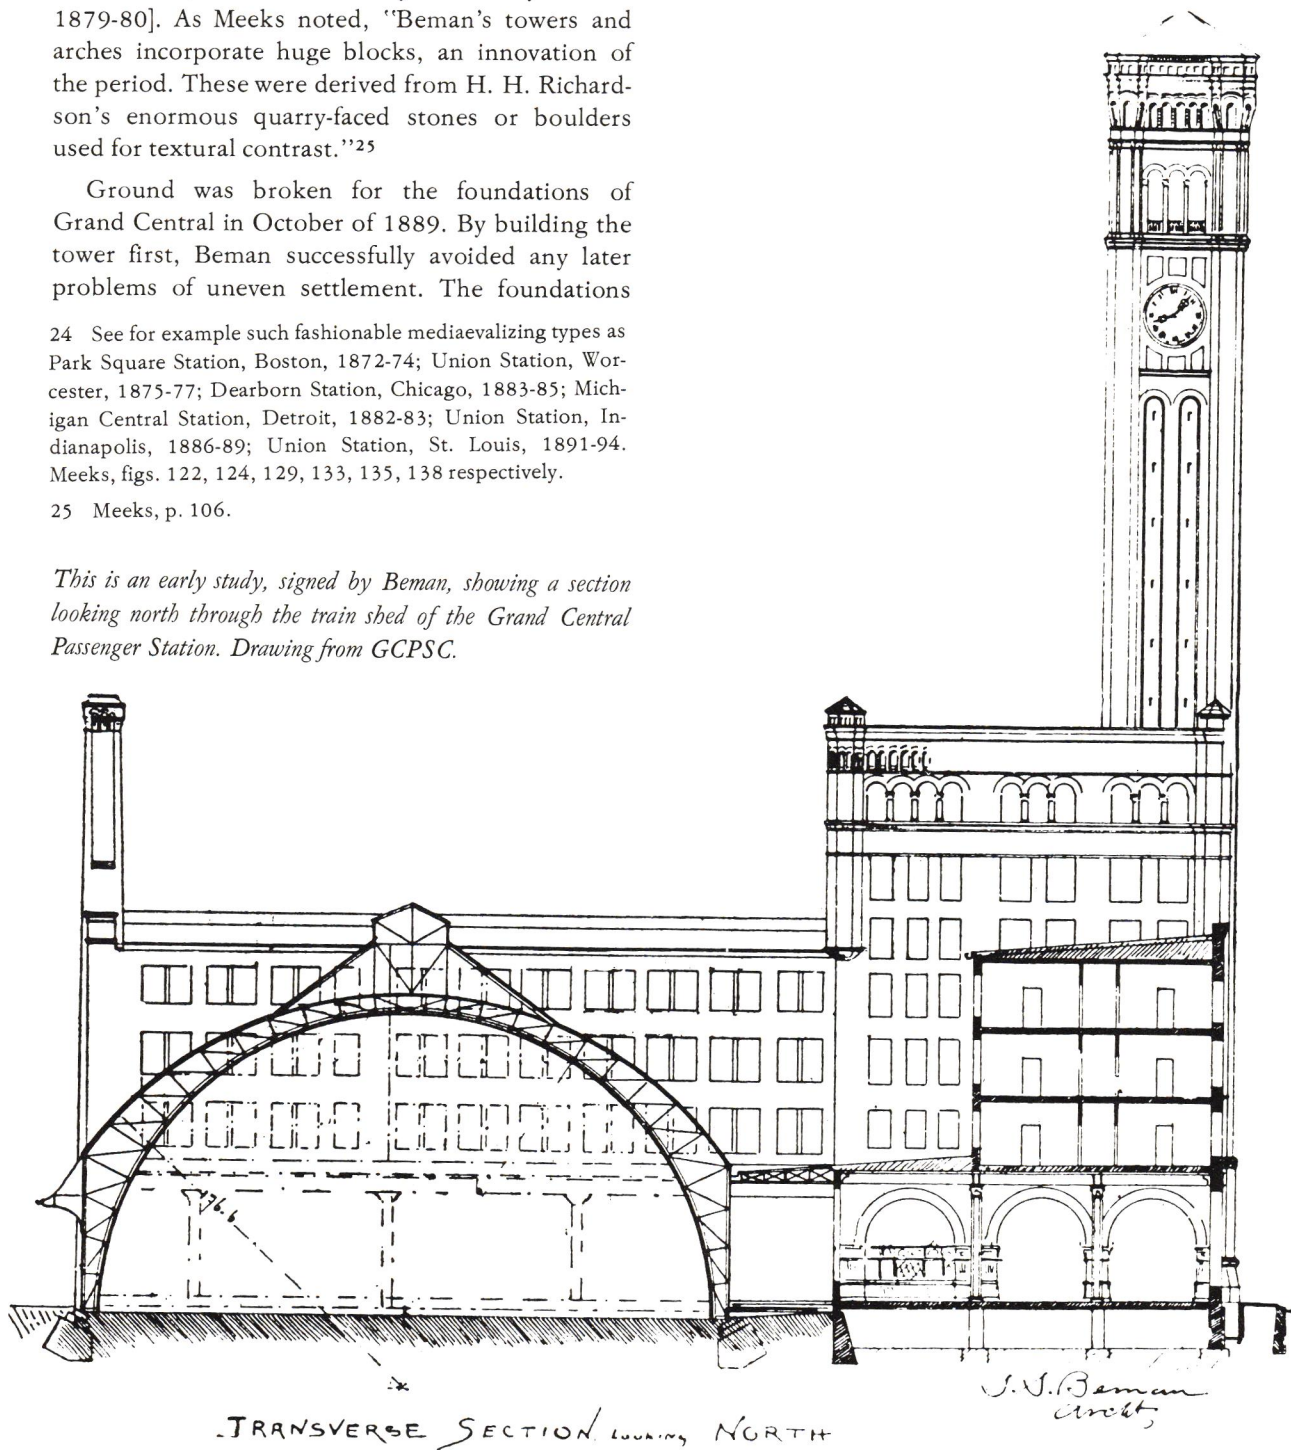 1879-80]. As Meeks noted, "Beman's towers and
arches incorporate huge blocks, an innovation of
the period. These were derived from H. H. Richard-
son's enormous quarry-faced stones or boulders
used for textural contrast."25
Ground was broken for the foundations of
Grand Central in October of 1889. By building the
tower first, Beman successfully avoided any later
problems of uneven settlement. The foundations
24 See for example such fashionable mediaevalizing types as
Park Square Station, Boston, 1872-74; Union Station, Wor-
cester, 1875-77; Dearborn Station, Chicago, 1883-85; Mich-
igan Central Station, Detroit, 1882-83; Union Station, In-
dianapolis, 1886-89; Union Station, St. Louis, 1891-94.
Meeks, figs. 122, 124, 129, 133, 135, 138 respectively.
25 Meeks, p. 106.
This is an early study, signed by Beman, showing a section
looking north through the train shed of the Grand Central
Passenger Station. Drawing from GCPSC.
76.6
S. S. Beman
Archt,
TRANSVERSE SECTION LOOKING NORTH